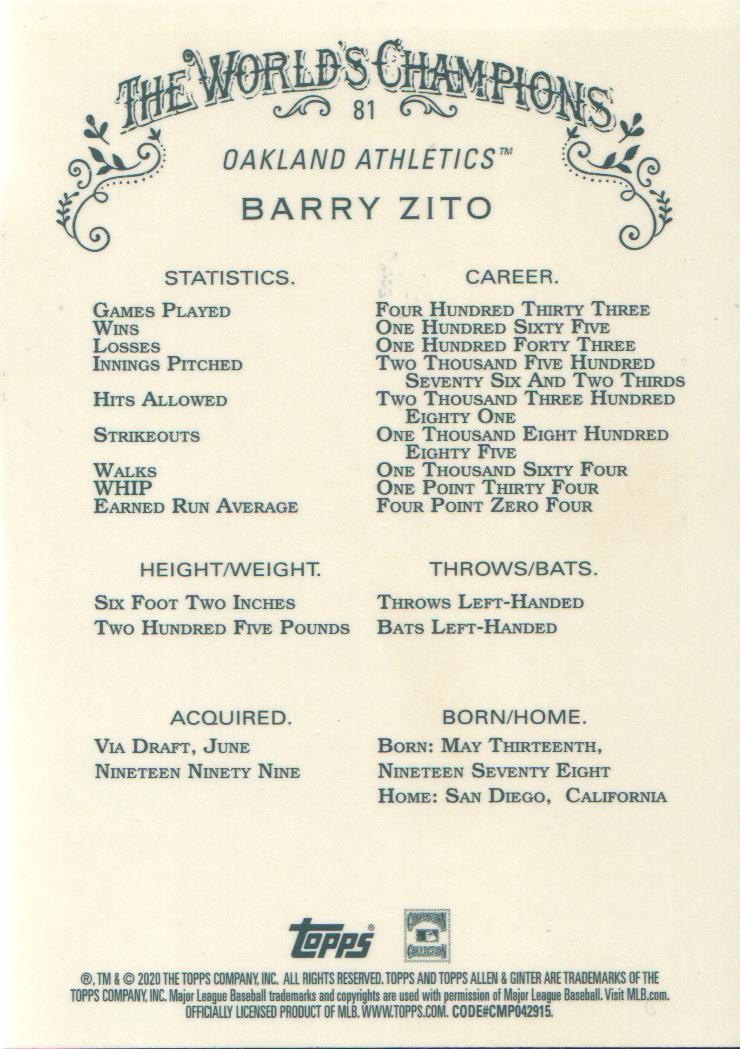 THE WORLD'S CHAMPIONS
81
OAKLAND ATHLETICS™
BARRY ZITO
STATISTICS. CAREER.
GAMES PLAYED FOUR HUNDRED THIRTY THREE
WINS ONE HUNDRED SIXTY FIVE
LOSSES ONE HUNDRED FORTY THREE
INNINGS PITCHED TWO THOUSAND FIVE HUNDRED
SEVENTY SIX AND TWO THIRDS
HITS ALLOWED TWO THOUSAND THREE HUNDRED
EIGHTY ONE
STRIKEOUTS ONE THOUSAND EIGHT HUNDRED
EIGHTY FIVE
WALKS ONE THOUSAND SIXTY FOUR
WHIP ONE POINT THIRTY FOUR
EARNED RUN AVERAGE FOUR POINT ZERO FOUR
HEIGHT/WEIGHT. THROWS/BATS.
SIX FOOT TWO INCHES THROWS LEFT-HANDED
TWO HUNDRED FIVE POUNDS BATS LEFT-HANDED
ACQUIRED. BORN/HOME.
VIA DRAFT, JUNE BORN: MAY THIRTEENTH,
NINETEEN NINETY NINE NINETEEN SEVENTY EIGHT
HOME: SAN DIEGO, CALIFORNIA
Topps®
COLLECTION
®, TM & © 2020 THE TOPPS COMPANY, INC. ALL RIGHTS RESERVED. TOPPS AND TOPPS ALLEN & GINTER ARE TRADEMARKS OF THE
TOPPS COMPANY, INC. Major League Baseball trademarks and copyrights are used with permission of Major League Baseball. Visit MLB.com.
OFFICIALLY LICENSED PRODUCT OF MLB. WWW.TOPPS.COM. CODE#CMP042915.